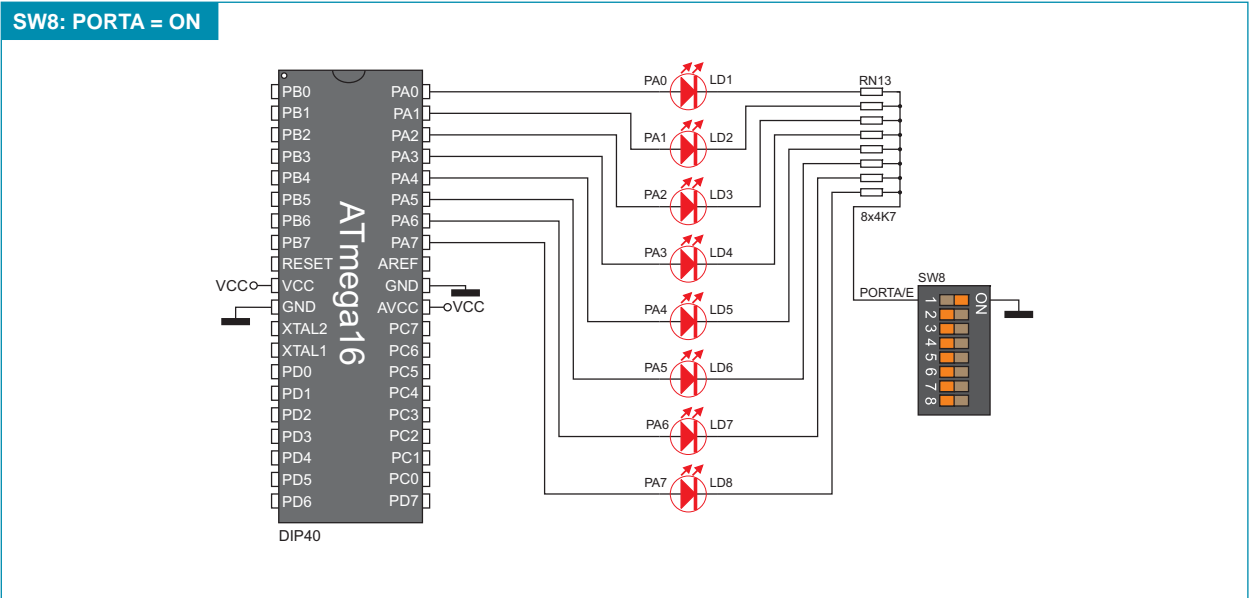 SW8: PORTA = ON
PB0 PA0
PB1 PA1
PB2 PA2
PB3 PA3
PB4 PA4
PB5 PA5
PB6 PA6
PB7 PA7
RESET AREF
VCC VCC GND
GND AVCC VCC
XTAL2 PC7
XTAL1 PC6
PD0 PC5
PD1 PC4
PD2 PC3
PD3 PC2
PD4 PC1
PD5 PC0
PD6 PD7
ATmega16
DIP40
PA0 LD1
PA1 LD2
PA2 LD3
PA3 LD4
PA4 LD5
PA5 LD6
PA6 LD7
PA7 LD8
RN13
8x4K7
SW8
PORTA/E
ON
1
2
3
4
5
6
7
8